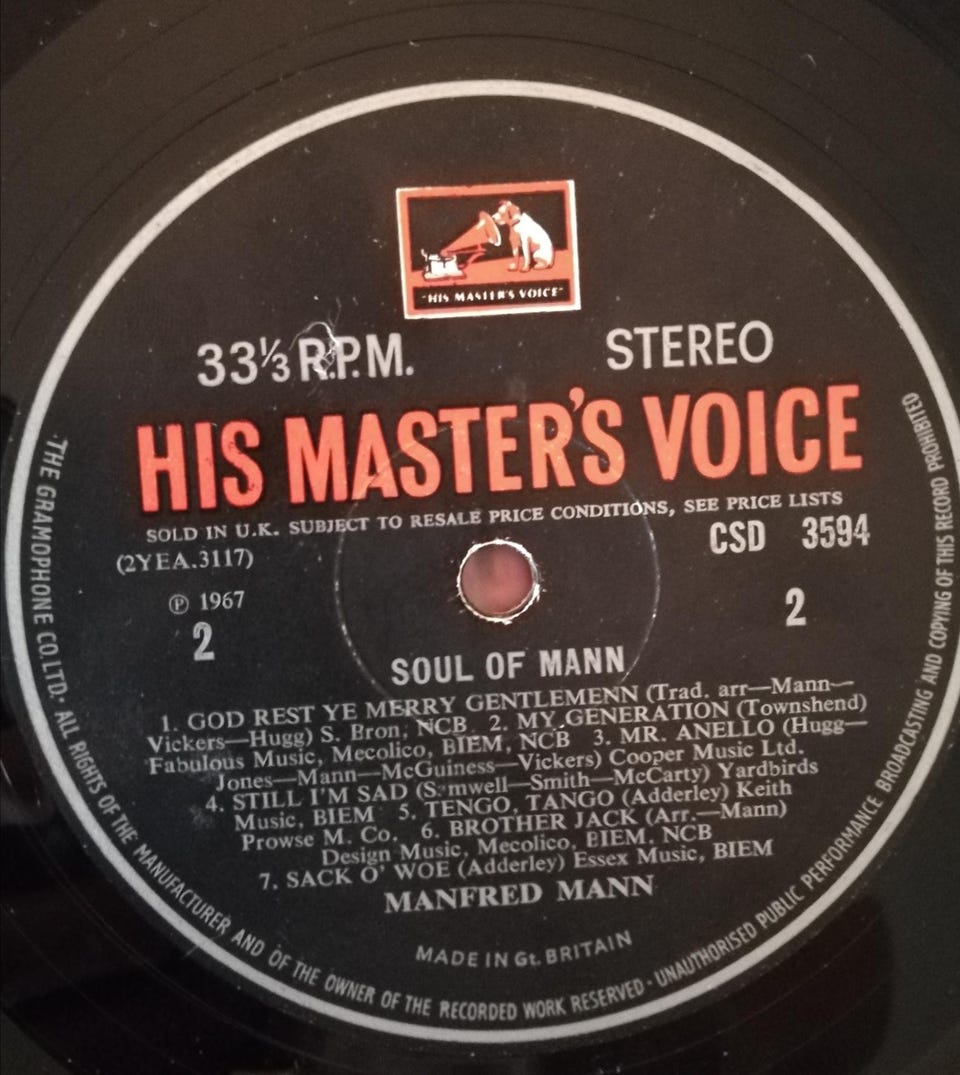 "HIS MASTER'S VOICE"
33⅓ R.P.M.
STEREO
HIS MASTER'S VOICE
SOLD IN U.K. SUBJECT TO RESALE PRICE CONDITIONS, SEE PRICE LISTS
(2YEA.3117)
CSD 3594
℗ 1967
2
2
SOUL OF MANN
1. GOD REST YE MERRY GENTLEMENN (Trad. arr—Mann—
Vickers—Hugg) S. Bron, NCB 2. MY GENERATION (Townshend)
Fabulous Music, Mecolico, BIEM, NCB 3. MR. ANELLO (Hugg—
Jones—Mann—McGuiness—Vickers) Cooper Music Ltd.
4. STILL I'M SAD (Samwell—Smith—McCarty) Yardbirds
Music, BIEM 5. TENGO, TANGO (Adderley) Keith
Prowse M. Co. 6. BROTHER JACK (Arr.—Mann)
Design Music, Mecolico, BIEM, NCB
7. SACK O' WOE (Adderley) Essex Music, BIEM
MANFRED MANN
MADE IN Gt. BRITAIN
THE GRAMOPHONE CO.LTD. · ALL RIGHTS OF THE MANUFACTURER AND OF THE OWNER OF THE RECORDED WORK RESERVED · UNAUTHORISED PUBLIC PERFORMANCE BROADCASTING AND COPYING OF THIS RECORD PROHIBITED